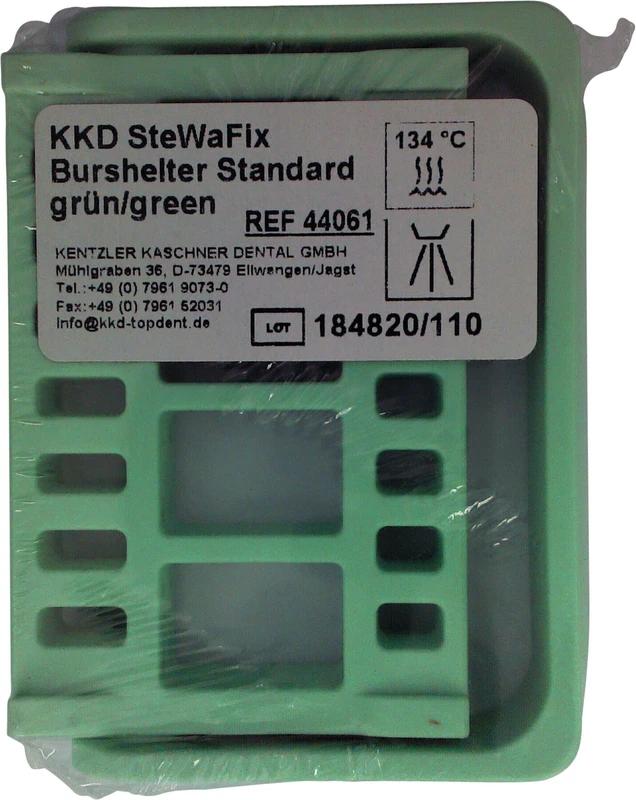 KKD SteWaFix
Burshelter Standard
grün/green
REF 44061
134 °C
KENTZLER KASCHNER DENTAL GMBH
Mühlgraben 36, D-73479 Ellwangen/Jagst
Tel.:+49 (0) 7961 9073-0
Fax:+49 (0) 7961 52031
info@kkd-topdent.de
LOT 184820/110